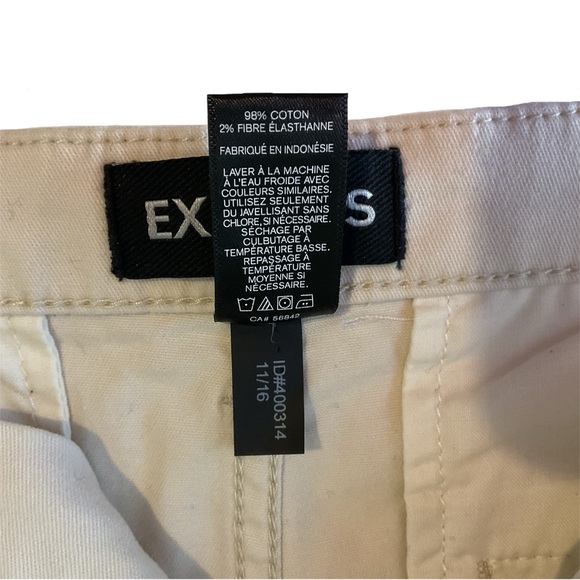 98% COTON
2% FIBRE ÉLASTHANNE
FABRIQUÉ EN INDONÉSIE
LAVER À LA MACHINE
À L'EAU FROIDE AVEC
COULEURS SIMILAIRES.
UTILISEZ SEULEMENT
DU JAVELLISANT SANS
CHLORE, SI NÉCESSAIRE.
SÉCHAGE PAR
CULBUTAGE À
TEMPÉRATURE BASSE.
REPASSAGE À
TEMPÉRATURE
MOYENNE SI
NÉCESSAIRE.
CA# 56842
EX S
ID#400314
11/16